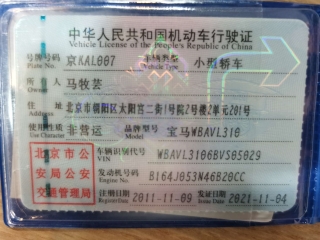 中华人民共和国机动车行驶证
Vehicle License of the People's Republic of China
号牌号码 京KAL007 车辆类型 小型轿车
Plate No. Vehicle Type
所有人 马牧芸
Owner
住址 北京市朝阳区太阳宫二街1号院2号楼2单元201号
Address
使用性质 非营运 品牌型号 宝马WBAVL310
Use Character Model
北京市公安局公安交通管理局
车辆识别代号 WBAVL3106BVS05029
VIN
发动机号码 B164J053N46B20CC
Engine No.
注册日期 2011-11-09 发证日期 2021-11-04
Register Date Issue Date